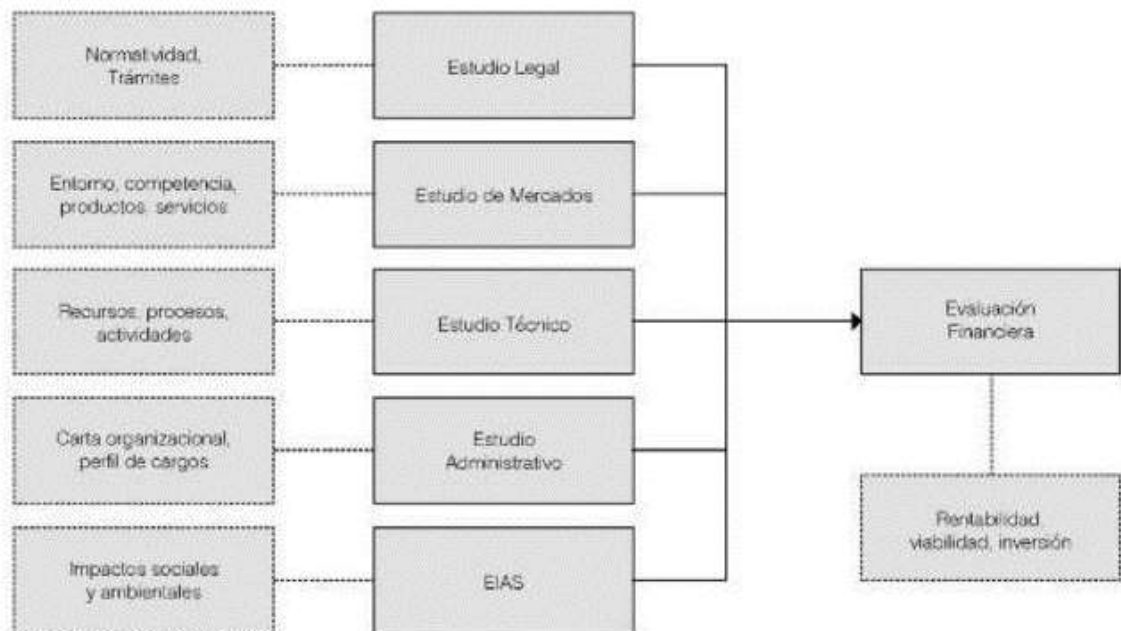 Normatividad,
Trámites
Estudio Legal
Entorno, competencia,
productos, servicios
Estudio de Mercados
Recursos, procesos,
actividades
Estudio Técnico
Evaluación
Financiera
Carta organizacional,
perfil de cargos
Estudio
Administrativo
Rentabilidad
viabilidad, inversión
Impactos sociales
y ambientales
EIAS